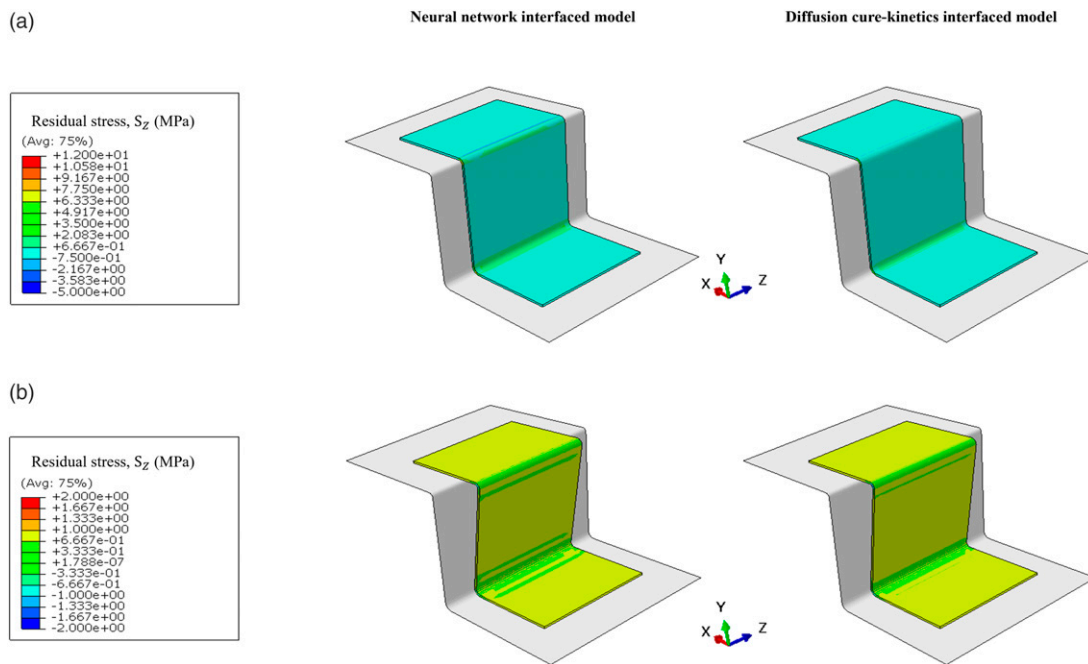 (a)
Neural network interfaced model
Diffusion cure-kinetics interfaced model
Residual stress, SZ (MPa)
(Avg: 75%)
+1.200e+01
+1.058e+01
+9.167e+00
+7.750e+00
+6.333e+00
+4.917e+00
+3.500e+00
+2.083e+00
+6.667e-01
-7.500e-01
-2.167e+00
-3.583e+00
-5.000e+00
Y
X
Z
Y
X
Z
(b)
Residual stress, SZ (MPa)
(Avg: 75%)
+2.000e+00
+1.667e+00
+1.333e+00
+1.000e+00
+6.667e-01
+3.333e-01
+1.788e-07
-3.333e-01
-6.667e-01
-1.000e+00
-1.333e+00
-1.667e+00
-2.000e+00
Y
X
Z
Y
X
Z